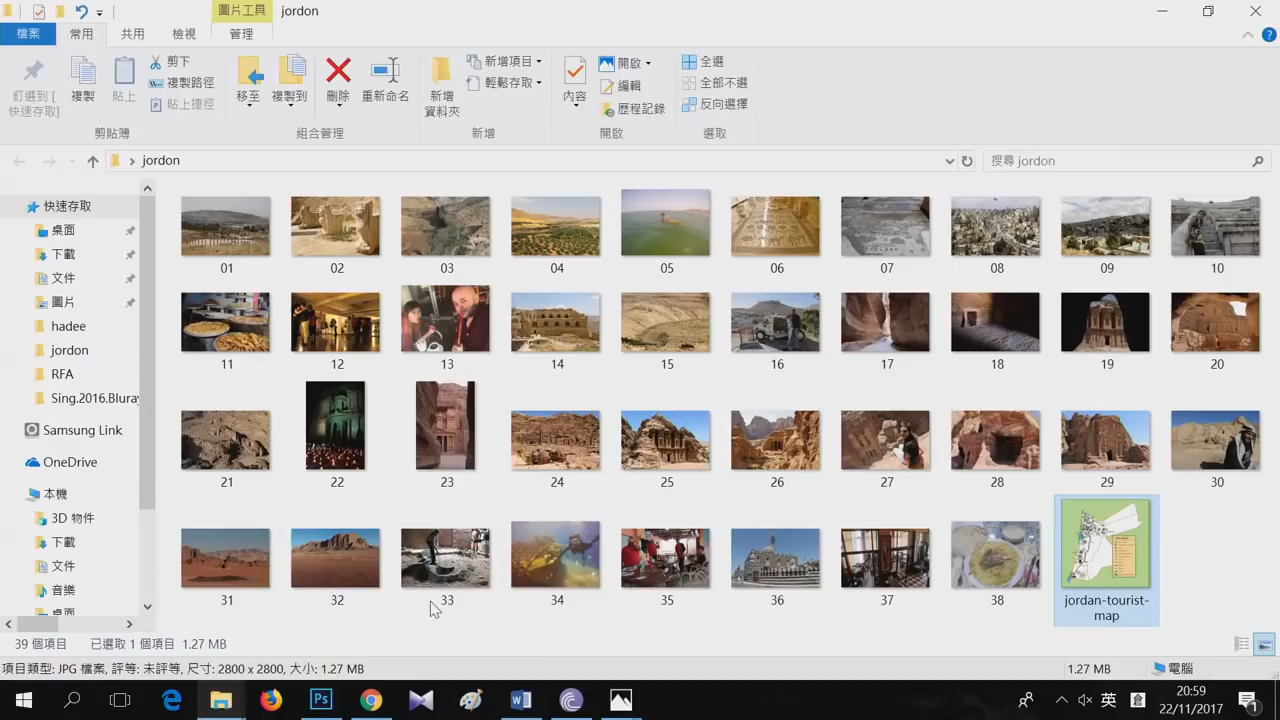 圖片工具
jordon
檔案
常用
共用
檢視
管理
釘選到 [
快速存取]
複製
貼上
剪下
複製路徑
貼上捷徑
剪貼簿
移至
複製到
刪除
重新命名
組合管理
新增
資料夾
新增項目
輕鬆存取
新增
內容
開啟
編輯
歷程記錄
開啟
全選
全部不選
反向選擇
選取
jordon
搜尋 jordon
快速存取
桌面
下載
文件
圖片
hadee
jordon
RFA
Sing.2016.Bluray
Samsung Link
OneDrive
本機
3D 物件
下載
文件
音樂
桌面
01
02
03
04
05
06
07
08
09
10
11
12
13
14
15
16
17
18
19
20
21
22
23
24
25
26
27
28
29
30
31
32
33
34
35
36
37
38
jordan-tourist-
map
39 個項目
已選取 1 個項目 1.27 MB
項目類型: JPG 檔案, 評等: 未評等, 尺寸: 2800 x 2800, 大小: 1.27 MB
1.27 MB
電腦
Ps
英
倉
20:59
22/11/2017
1